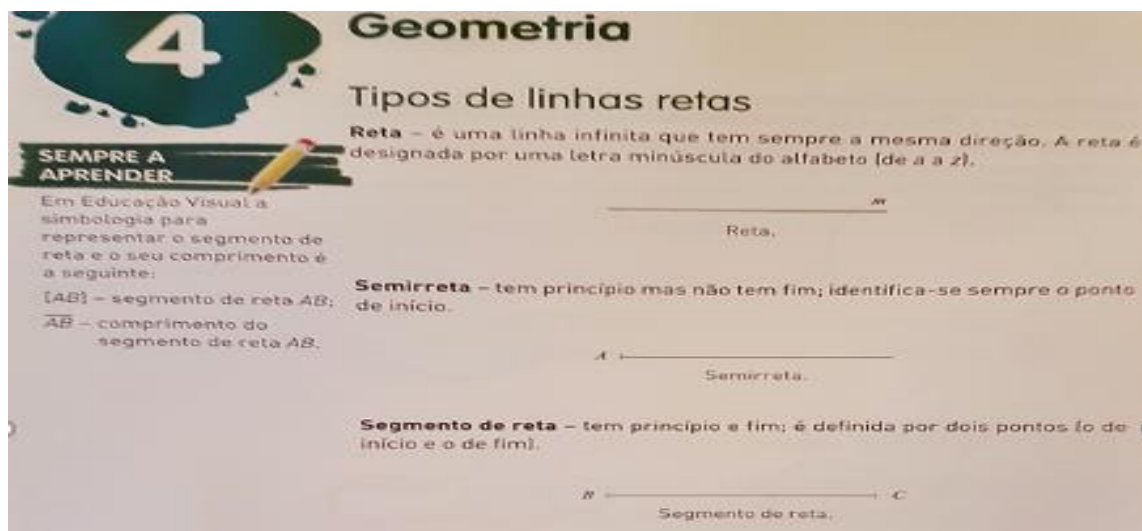 4
Geometria
Tipos de linhas retas
Reta – é uma linha infinita que tem sempre a mesma direção. A reta é
designada por uma letra minúscula do alfabeto (de a a z).
m
Reta.
Semirreta – tem princípio mas não tem fim; identifica-se sempre o ponto
de início.
A
Semirreta.
Segmento de reta – tem princípio e fim; é definida por dois pontos (o de
início e o de fim).
B
C
Segmento de reta.
SEMPRE A
APRENDER
Em Educação Visual a
simbologia para
representar o segmento de
reta e o seu comprimento é
a seguinte:
[AB] – segmento de reta AB;
A̅B̅ – comprimento do
segmento de reta AB.